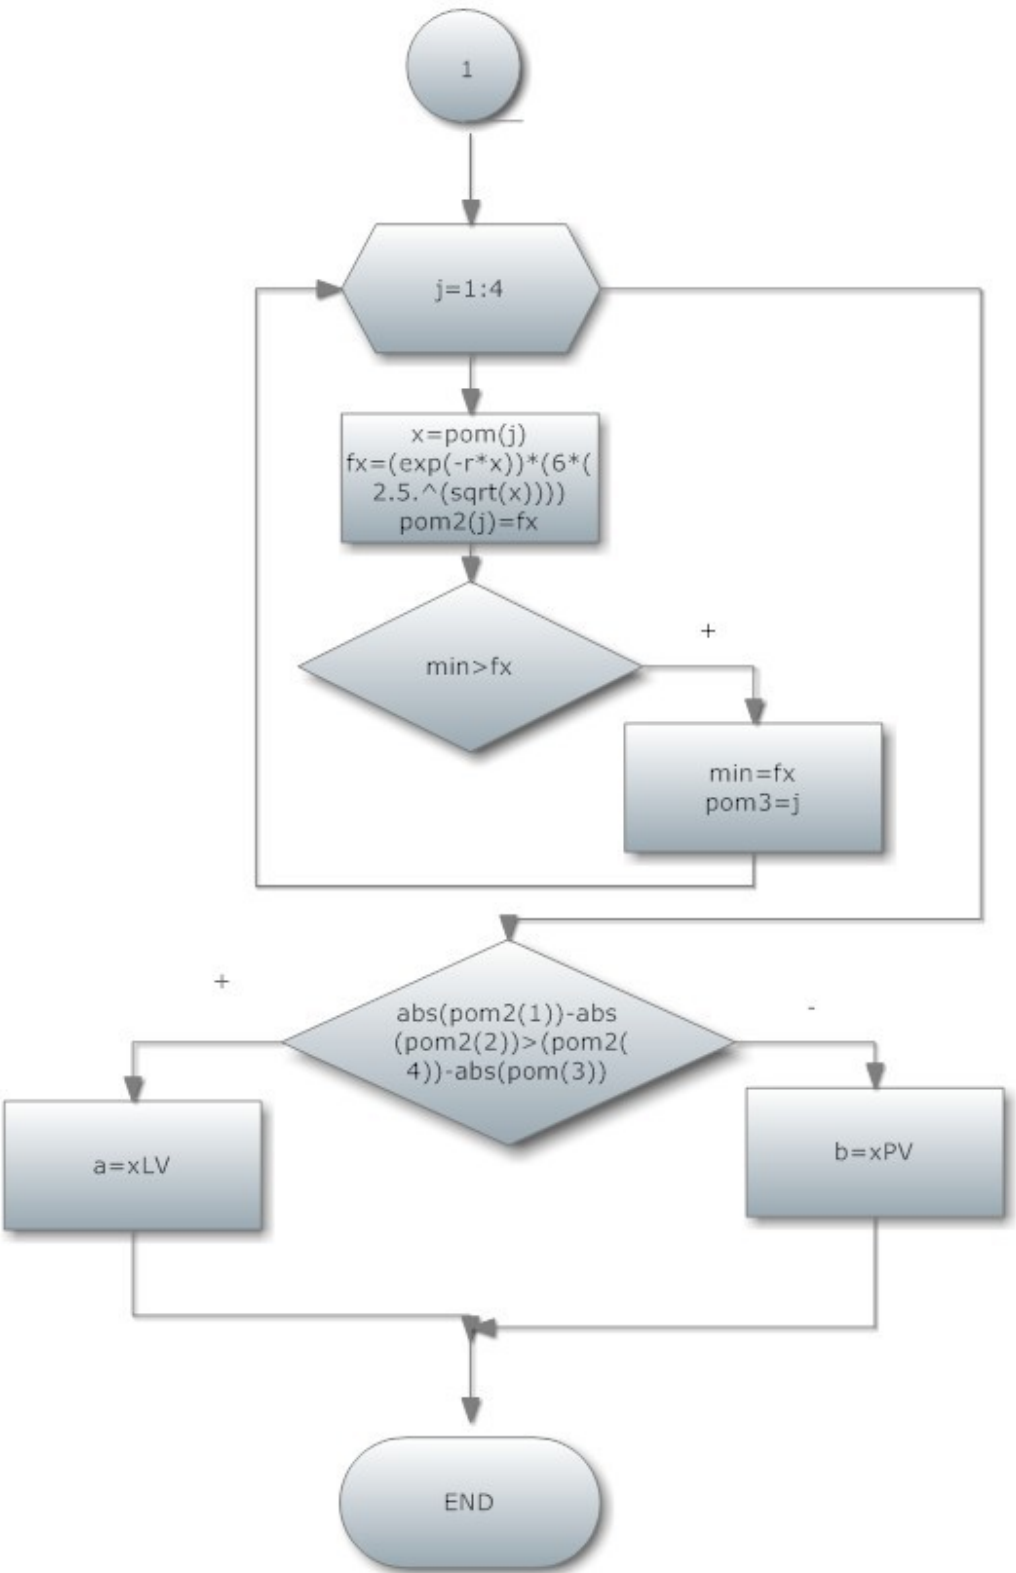 1
j=1:4
x=pom(j)
fx=(exp(-r*x))*(6*(
2.5.^(sqrt(x))))
pom2(j)=fx
min>fx
+
min=fx
pom3=j
+
abs(pom2(1))-abs
(pom2(2))>(pom2(
4))-abs(pom(3))
-
a=xLV
b=xPV
END